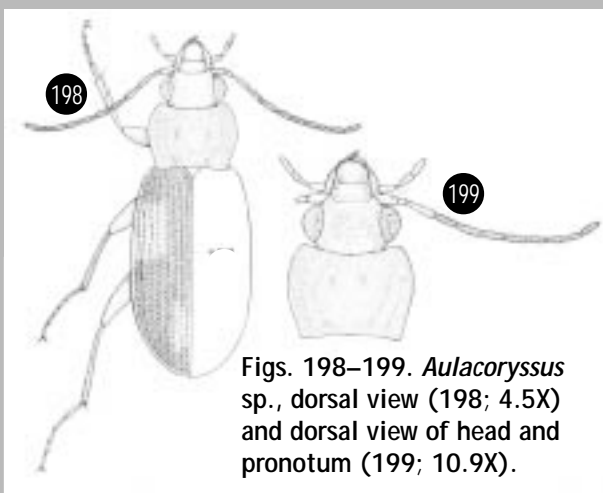 198
199
Figs. 198–199. Aulacoryssus
sp., dorsal view (198; 4.5X)
and dorsal view of head and
pronotum (199; 10.9X).